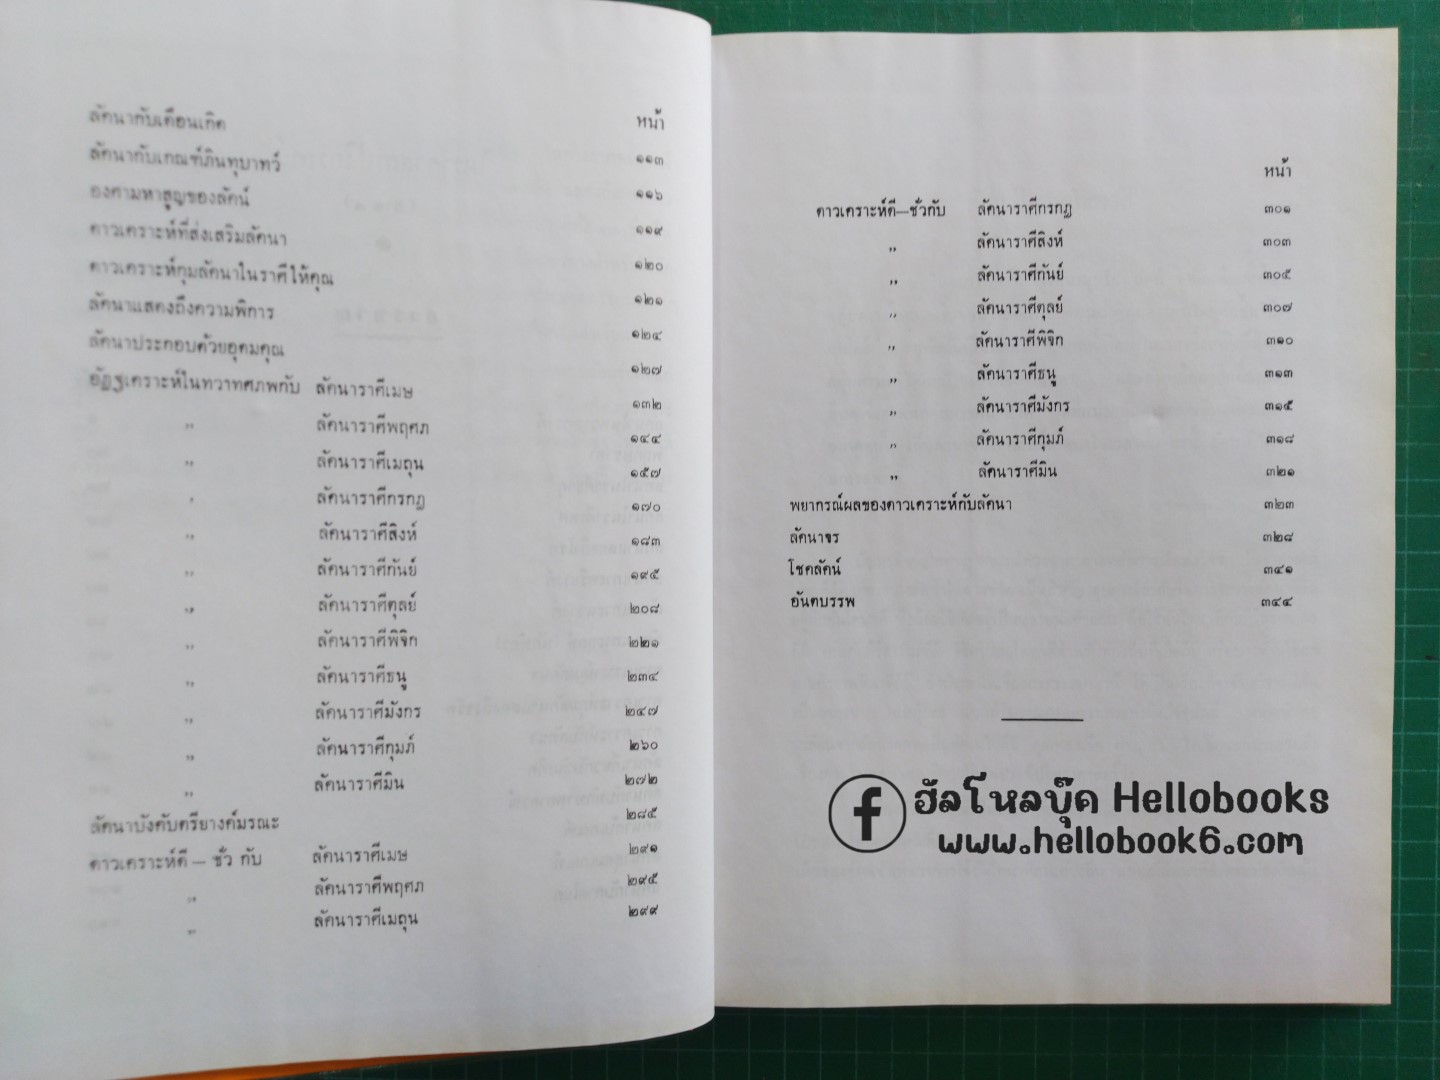 หน้า
ลัคนากับเดือนเกิด ๑๑๓
ลัคนากับเกณฑ์ภินทุบาทว์ ๑๑๖
องคามหาสูญของลัคน์ ๑๑๙
ดาวเคราะห์ที่ส่งเสริมลัคนา ๑๒๐
ดาวเคราะห์กุมลัคนาในราศีให้คุณ ๑๒๑
ลัคนาแสดงถึงความพิการ ๑๒๔
ลัคนาประกอบด้วยอุดมคุณ ๑๒๗
อัฏฐเคราะห์ในทวาทศภพกับ ลัคนาราศีเมษ ๑๓๒
,, ลัคนาราศีพฤศภ ๑๔๔
,, ลัคนาราศีเมถุน ๑๕๗
, ลัคนาราศีกรกฎ ๑๗๐
,, ลัคนาราศีสิงห์ ๑๘๓
,, ลัคนาราศีกันย์ ๑๙๕
,, ลัคนาราศีตุลย์ ๒๐๘
,, ลัคนาราศีพิจิก ๒๒๑
,, ลัคนาราศีธนู ๒๓๔
,, ลัคนาราศีมังกร ๒๔๗
,, ลัคนาราศีกุมภ์ ๒๖๐
,, ลัคนาราศีมิน ๒๗๒
ลัคนาบังคับตรียางค์มรณะ ๒๘๕
ดาวเคราะห์ดี – ชั่ว กับ ลัคนาราศีเมษ ๒๙๑
,, ลัคนาราศีพฤศภ ๒๙๕
,, ลัคนาราศีเมถุน ๒๙๙
หน้า
ดาวเคราะห์ดี–ชั่วกับ ลัคนาราศีกรกฎ ๓๐๑
,, ลัคนาราศีสิงห์ ๓๐๓
,, ลัคนาราศีกันย์ ๓๐๕
,, ลัคนาราศีตุลย์ ๓๐๗
,, ลัคนาราศีพิจิก ๓๑๐
,, ลัคนาราศีธนู ๓๑๓
,, ลัคนาราศีมังกร ๓๑๕
,, ลัคนาราศีกุมภ์ ๓๑๘
,, ลัคนาราศีมิน ๓๒๑
พยากรณ์ผลของดาวเคราะห์กับลัคนา ๓๒๓
ลัคนาจร ๓๒๘
โชคลัคน์ ๓๔๑
อันตบรรพ ๓๔๔
ฮัลโหลบุ๊ค Hellobooks
www.hellobook6.com